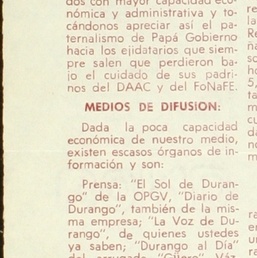 dos con mayor capacidad eco-
nómica y administrativa y to-
cándonos apreciar así el pa-
ternalismo de Papá Gobierno
hacia los ejidatarios que siem-
pre salen que perdieron ba-
jo el cuidado de sus padri-
nos del DAAC y del FoNaFE.
MEDIOS DE DIFUSION:
Dada la poca capacidad
económica de nuestro medio,
existen escasos órganos de in-
formación y son:
Prensa: "El Sol de Duran-
go" de la OPGV, "Diario de
Durango", también de la mis-
ma empresa; "La Voz de Du-
rango", de quienes ustedes
ya saben; "Durango al Día"